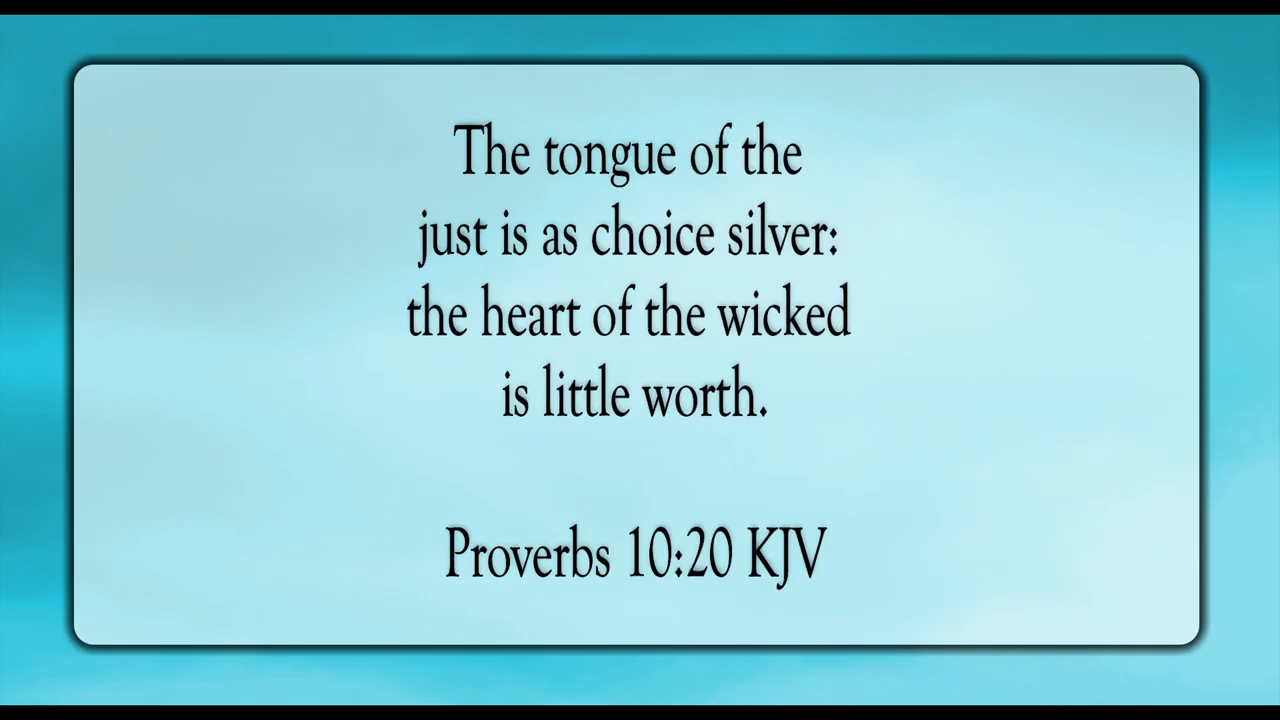 The tongue of the
just is as choice silver:
the heart of the wicked
is little worth.
Proverbs 10:20 KJV